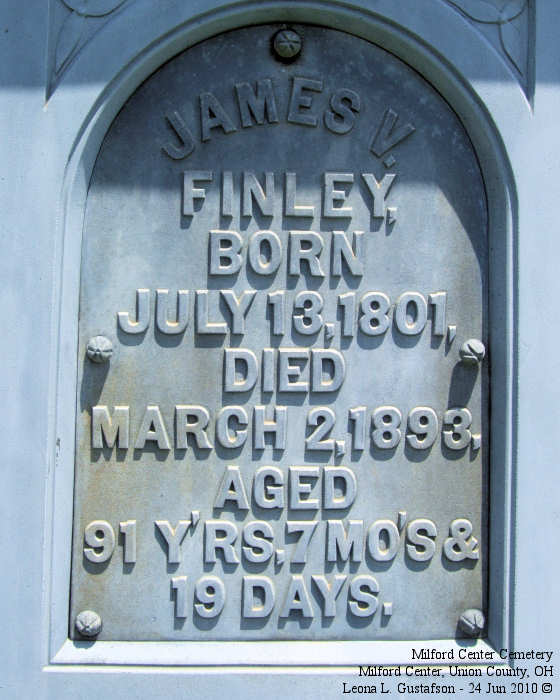 JAMES V.
FINLEY,
BORN
JULY 13, 1801,
DIED
MARCH 2, 1893,
AGED
91 Y'RS. 7 MO'S &
19 DAYS.
Milford Center Cemetery
Milford Center, Union County, OH
Leona L. Gustafson - 24 Jun 2010 ©